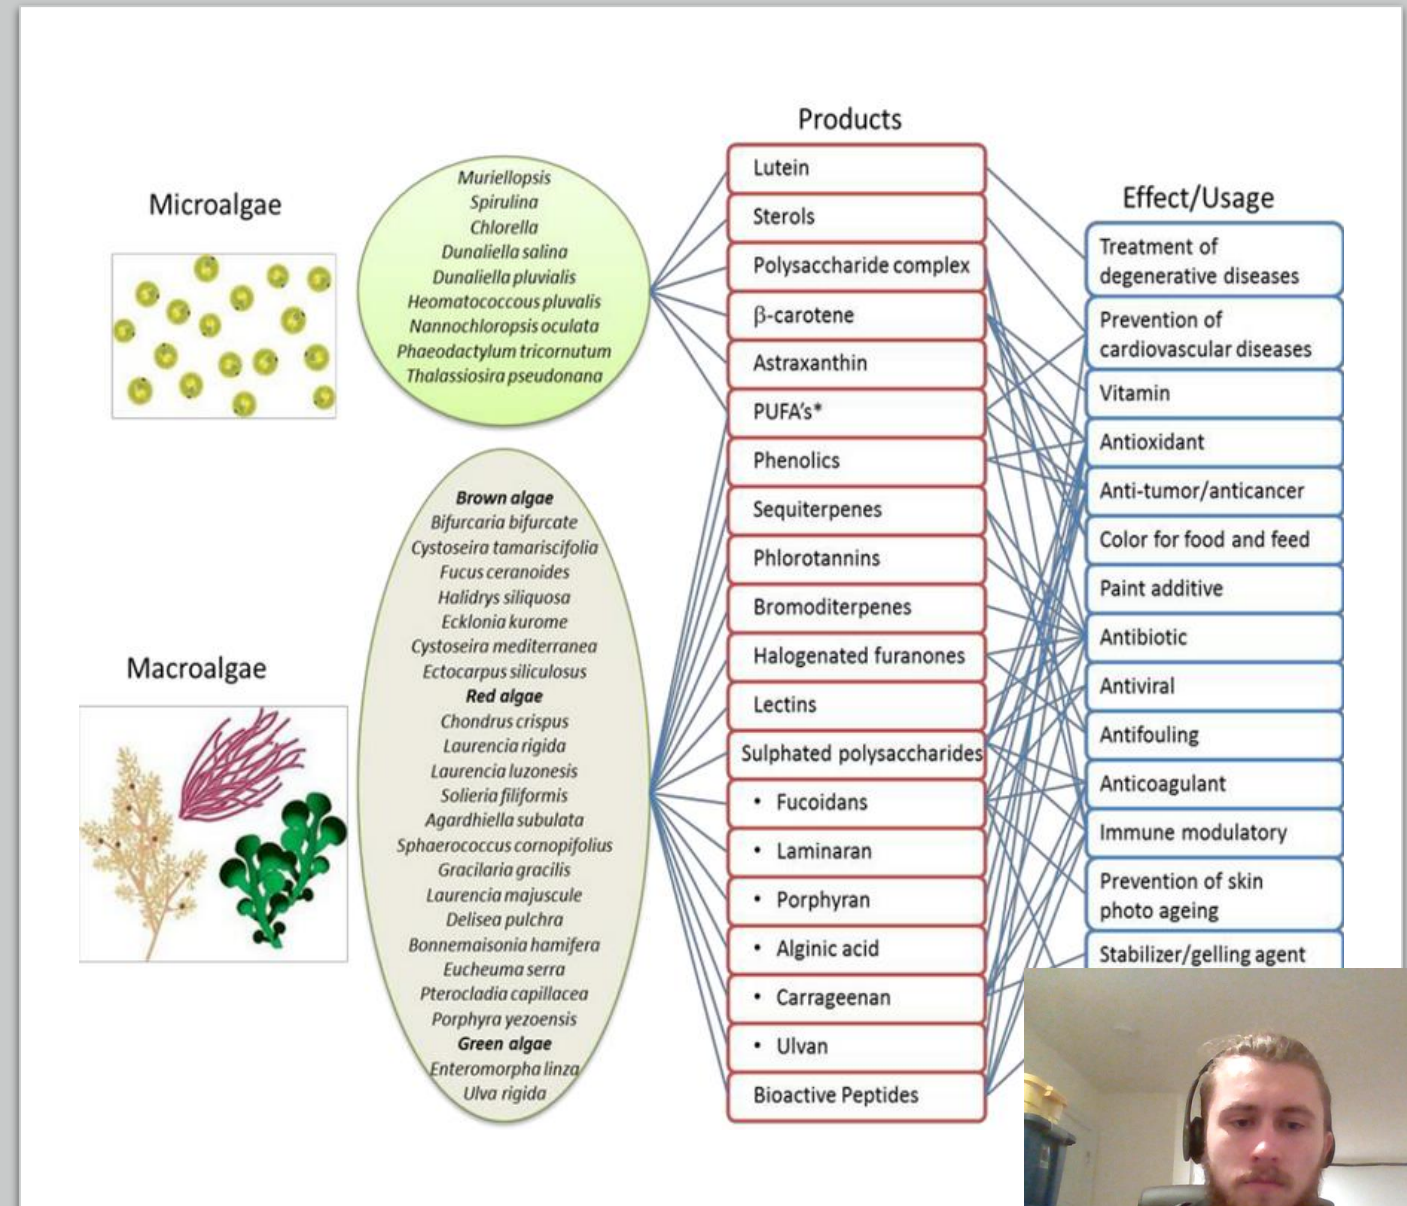 Microalgae
Muriellopsis
Spirulina
Chlorella
Dunaliella salina
Dunaliella pluvialis
Heomatococcous pluvalis
Nannochloropsis oculata
Phaeodactylum tricornutum
Thalassiosira pseudonana
Macroalgae
Brown algae
Bifurcaria bifurcate
Cystoseira tamariscifolia
Fucus ceranoides
Halidrys siliquosa
Ecklonia kurome
Cystoseira mediterranea
Ectocarpus siliculosus
Red algae
Chondrus crispus
Laurencia rigida
Laurencia luzonesis
Solieria filiformis
Agardhiella subulata
Sphaerococcus cornopifolius
Gracilaria gracilis
Laurencia majuscule
Delisea pulchra
Bonnemaisonia hamifera
Eucheuma serra
Pterocladia capillacea
Porphyra yezoensis
Green algae
Enteromorpha linza
Ulva rigida
Products
Lutein
Sterols
Polysaccharide complex
β-carotene
Astraxanthin
PUFA's*
Phenolics
Sequiterpenes
Phlorotannins
Bromoditerpenes
Halogenated furanones
Lectins
Sulphated polysaccharides
• Fucoidans
• Laminaran
• Porphyran
• Alginic acid
• Carrageenan
• Ulvan
Bioactive Peptides
Effect/Usage
Treatment of
degenerative diseases
Prevention of
cardiovascular diseases
Vitamin
Antioxidant
Anti-tumor/anticancer
Color for food and feed
Paint additive
Antibiotic
Antiviral
Antifouling
Anticoagulant
Immune modulatory
Prevention of skin
photo ageing
Stabilizer/gelling agent